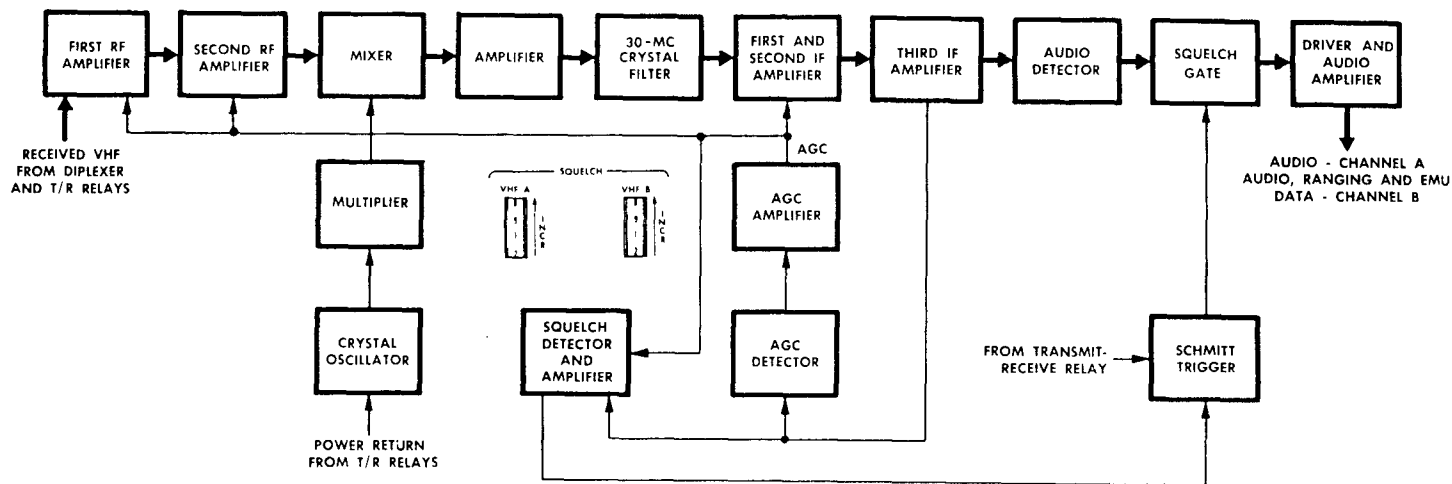 FIRST RF
AMPLIFIER
SECOND RF
AMPLIFIER
MIXER
AMPLIFIER
30-MC
CRYSTAL
FILTER
FIRST AND
SECOND IF
AMPLIFIER
THIRD IF
AMPLIFIER
AUDIO
DETECTOR
SQUELCH
GATE
DRIVER AND
AUDIO
AMPLIFIER
RECEIVED VHF
FROM DIPLEXER
AND T/R RELAYS
AGC
AUDIO - CHANNEL A
AUDIO, RANGING AND EMU
DATA - CHANNEL B
MULTIPLIER
SQUELCH
VHF A
INCR
VHF B
INCR
AGC
AMPLIFIER
CRYSTAL
OSCILLATOR
SQUELCH
DETECTOR
AND
AMPLIFIER
AGC
DETECTOR
FROM TRANSMIT-
RECEIVE RELAY
SCHMITT
TRIGGER
POWER RETURN
FROM T/R RELAYS